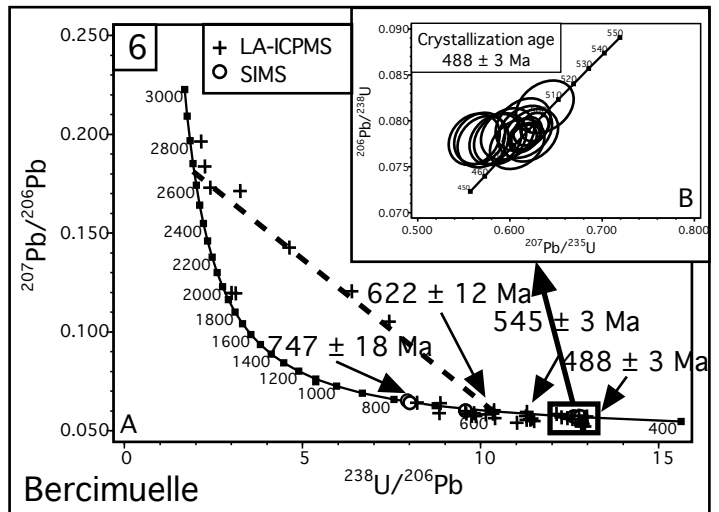 6
+ LA-ICPMS
○ SIMS
0.250
0.200
0.150
0.100
0.050
207Pb/206Pb
3000
2800
2600
2400
2200
2000
1800
1600
1400
1200
1000
800
600
400
747 ± 18 Ma
622 ± 12 Ma
545 ± 3 Ma
488 ± 3 Ma
A
0 5 10 15
Bercimuelle
238U/206Pb
Crystallization age
488 ± 3 Ma
0.090
0.085
0.080
0.075
0.070
206Pb/238U
550
540
530
520
510
460
450
B
0.500 0.600 0.700 0.800
207Pb/235U